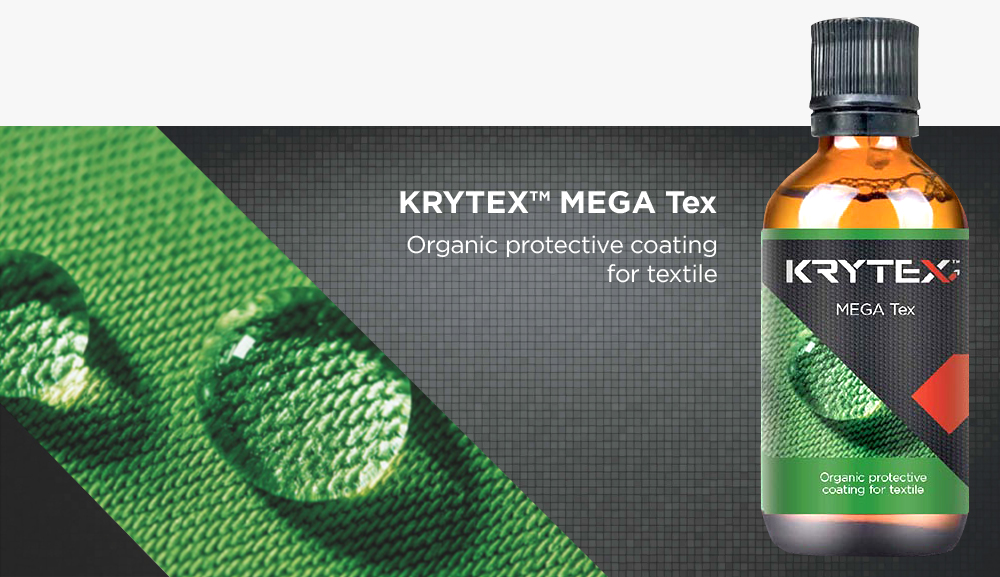 KRYTEX™ MEGA Tex
Organic protective coating
for textile
KRYTEX™
MEGA Tex
Organic protective
coating for textile